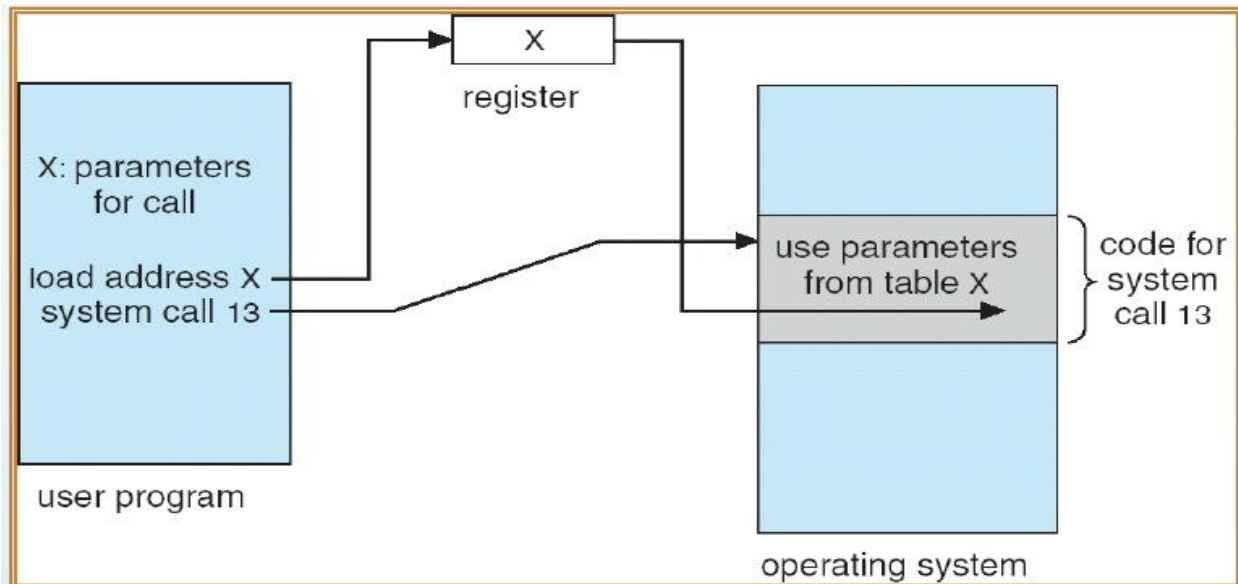 X
register
X: parameters
for call
load address X
system call 13
user program
use parameters
from table X
code for
system
call 13
operating system